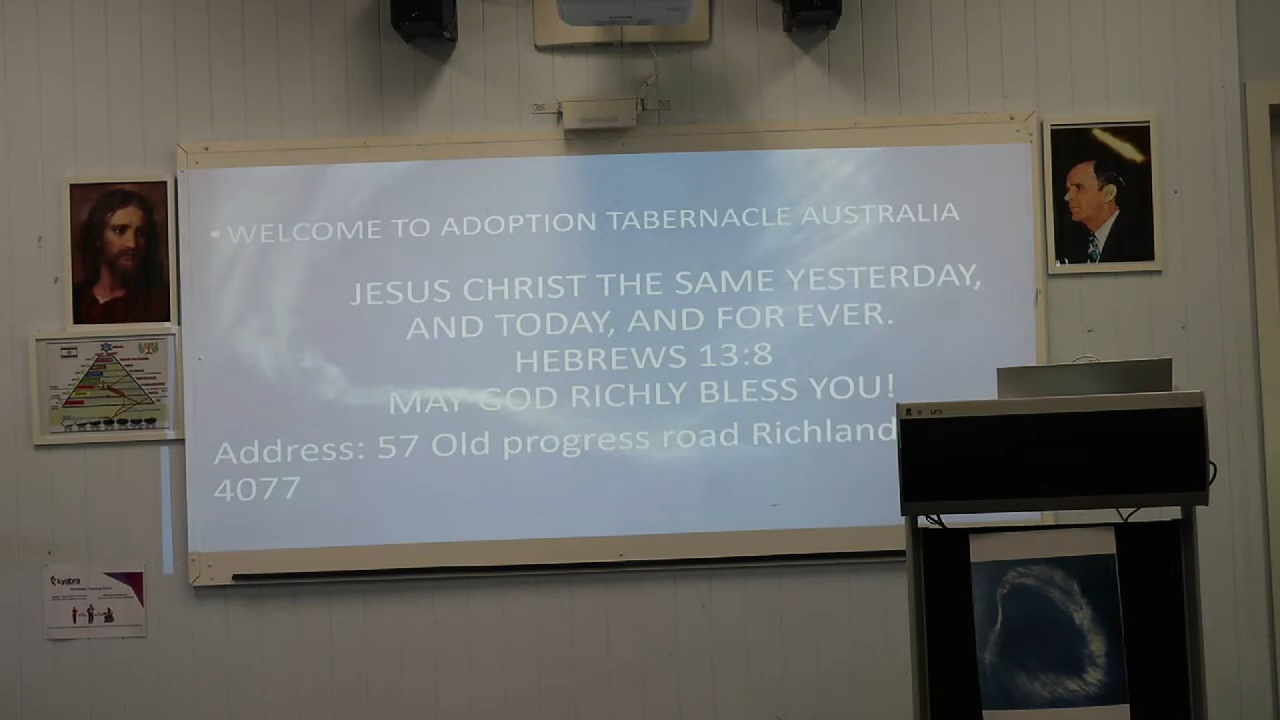 • WELCOME TO ADOPTION TABERNACLE AUSTRALIA
JESUS CHRIST THE SAME YESTERDAY,
AND TODAY, AND FOR EVER.
HEBREWS 13:8
MAY GOD RICHLY BLESS YOU!
Address: 57 Old progress road Richland
4077
kyabra